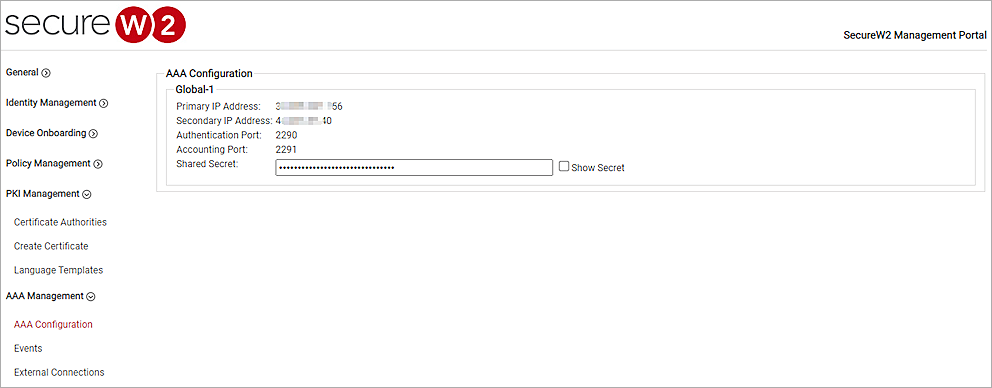 secure W2
SecureW2 Management Portal
General
Identity Management
Device Onboarding
Policy Management
PKI Management
Certificate Authorities
Create Certificate
Language Templates
AAA Management
AAA Configuration
Events
External Connections
AAA Configuration
Global-1
Primary IP Address: 3 56
Secondary IP Address: 4 40
Authentication Port: 2290
Accounting Port: 2291
Shared Secret: •••••••••••••••••••••••••••••••• Show Secret